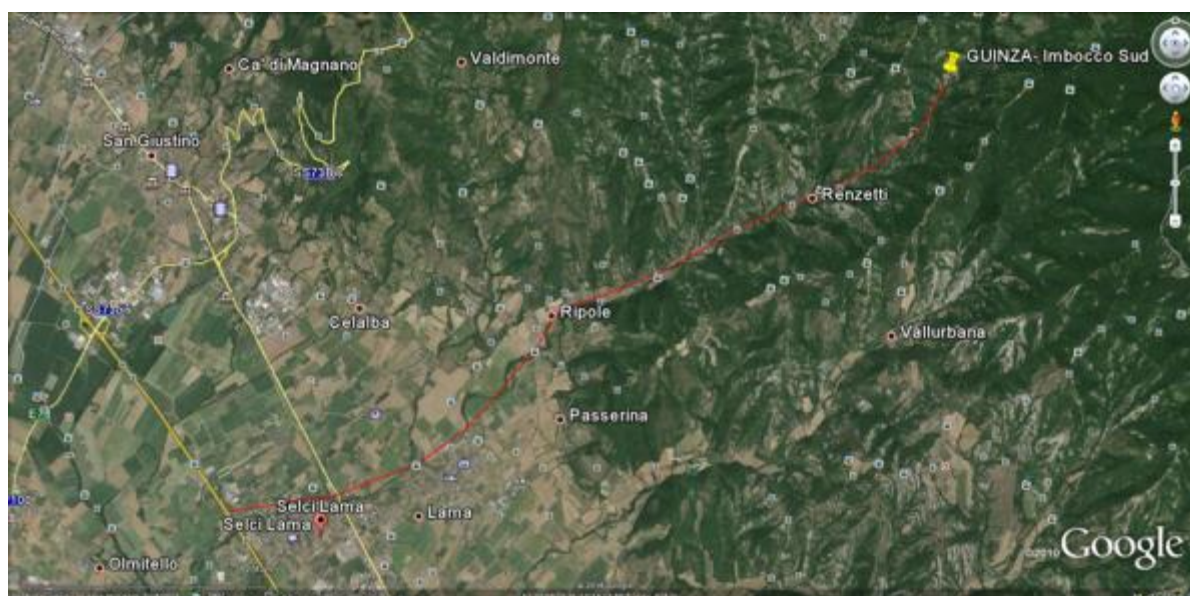 Ca' di Magnano
Valdimonte
GUINZA- Imbocco Sud
San Giustino
Renzetti
Celalba
Ripole
Vallurbana
Passerina
Selci Lama
Selci Lama
Lama
Olmitello
©2010 Google